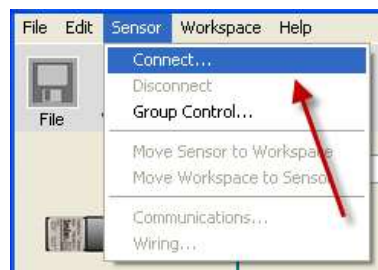 File Edit Sensor Workspace Help
Connect...
Disconnect
Group Control...
File
Move Sensor to Workspace
Move Workspace to Sensor
Communications...
Wiring...